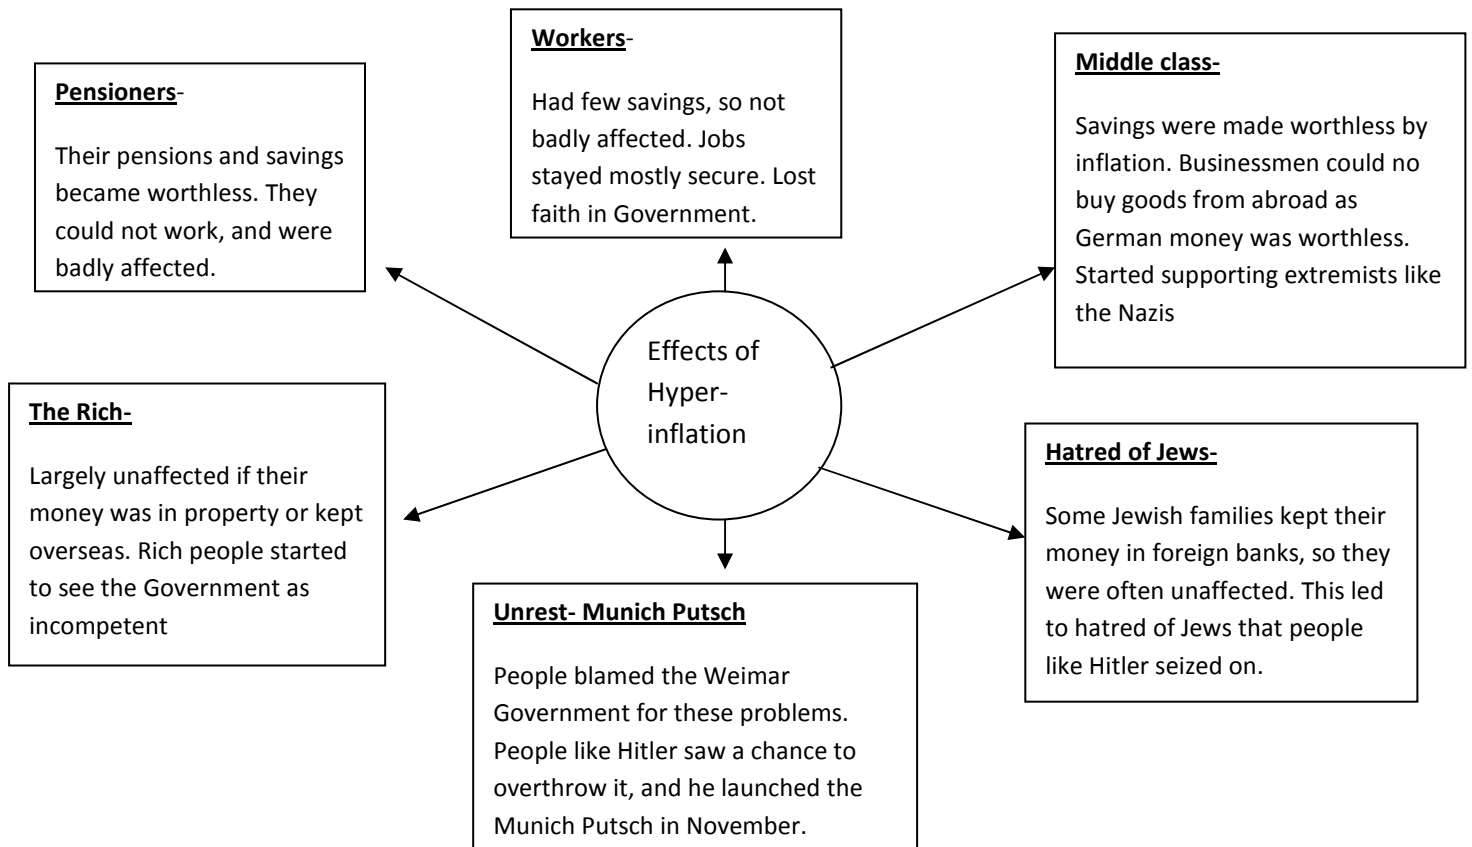 Workers-
Had few savings, so not
badly affected. Jobs
stayed mostly secure. Lost
faith in Government.
Pensioners-
Their pensions and savings
became worthless. They
could not work, and were
badly affected.
Middle class-
Savings were made worthless by
inflation. Businessmen could no
buy goods from abroad as
German money was worthless.
Started supporting extremists like
the Nazis
Effects of
Hyper-
inflation
The Rich-
Largely unaffected if their
money was in property or kept
overseas. Rich people started
to see the Government as
incompetent
Hatred of Jews-
Some Jewish families kept their
money in foreign banks, so they
were often unaffected. This led
to hatred of Jews that people
like Hitler seized on.
Unrest- Munich Putsch
People blamed the Weimar
Government for these problems.
People like Hitler saw a chance to
overthrow it, and he launched the
Munich Putsch in November.